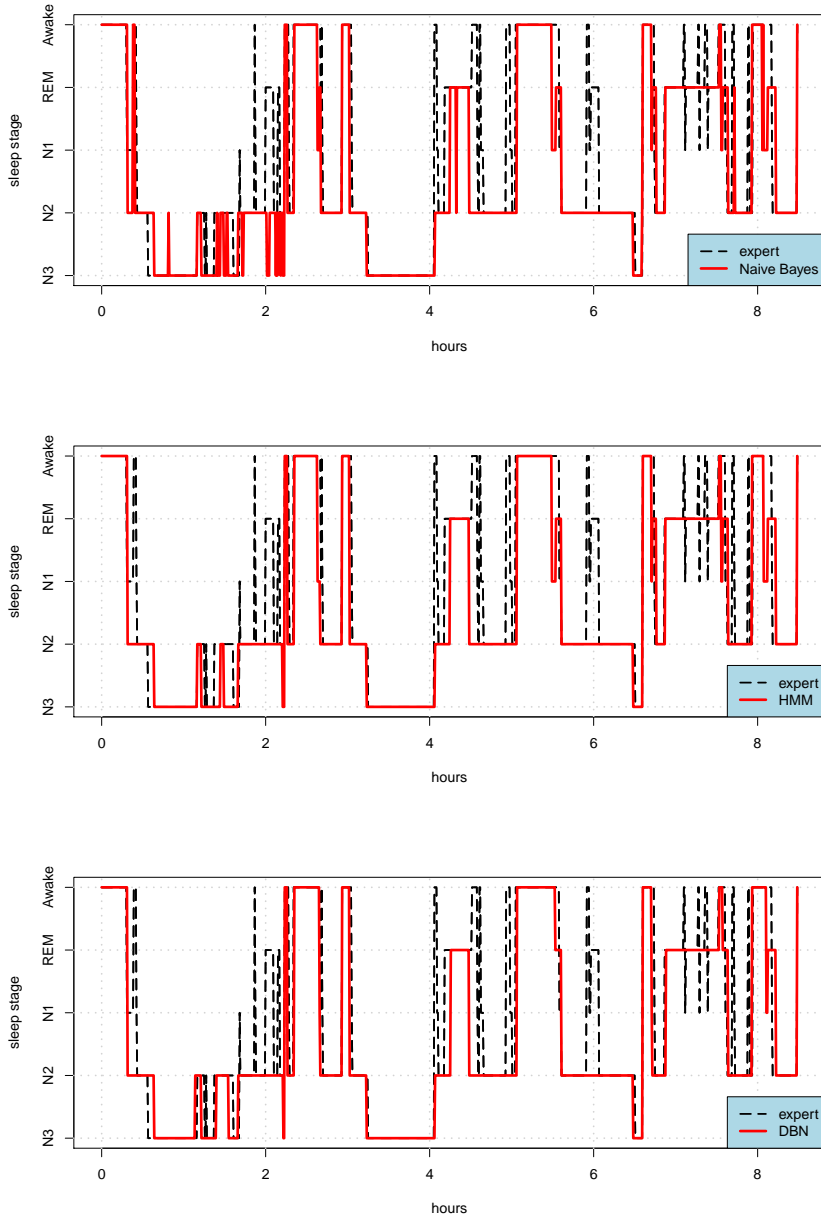 Awake
REM
N1
N2
N3
sleep stage
expert
Naive Bayes
0 2 4 6 8
hours
Awake
REM
N1
N2
N3
sleep stage
expert
HMM
0 2 4 6 8
hours
Awake
REM
N1
N2
N3
sleep stage
expert
DBN
0 2 4 6 8
hours